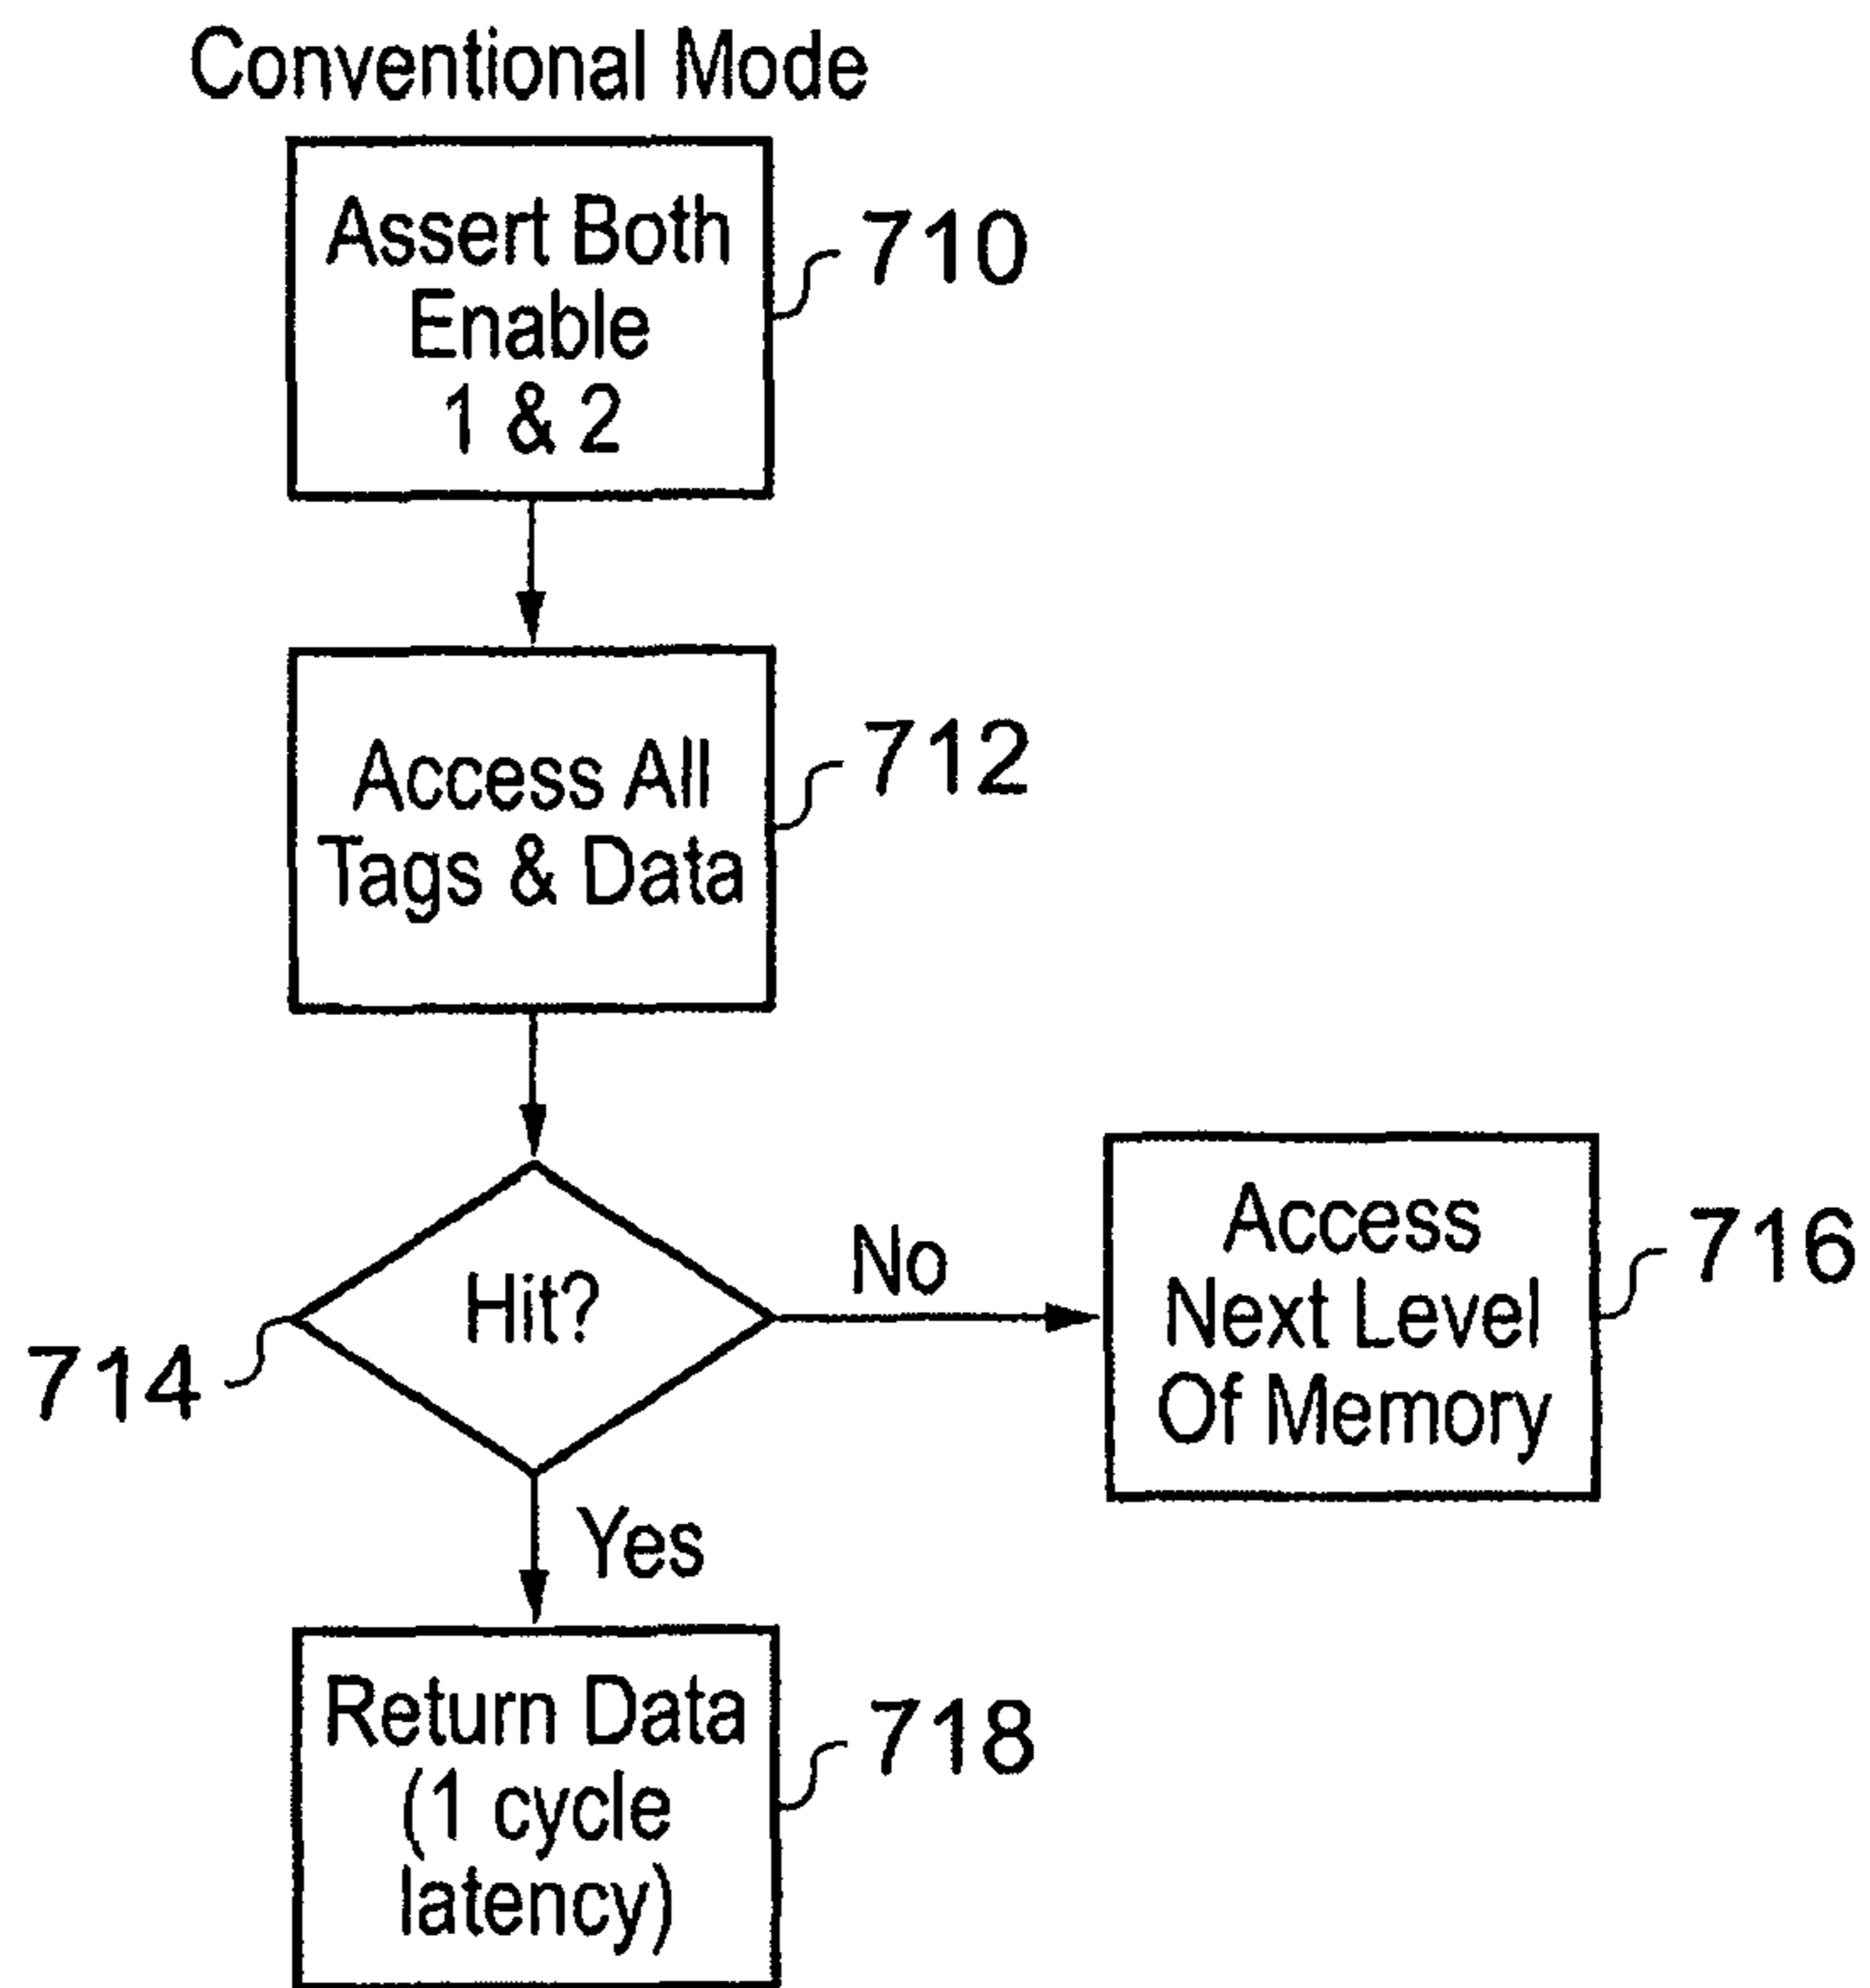 Conventional Mode
Assert Both
Enable
1 & 2
710
Access All
Tags & Data
712
Hit?
714
No
Access
Next Level
Of Memory
716
Yes
Return Data
(1 cycle
latency)
718